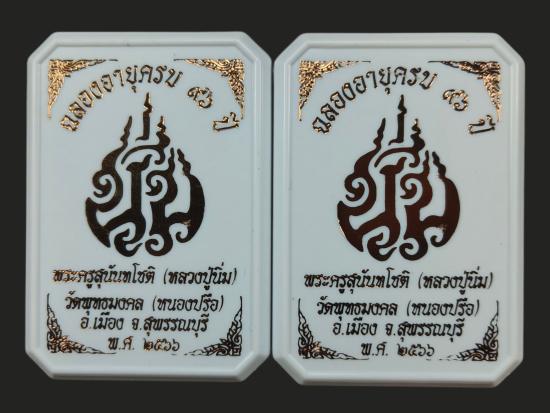 ฉลองอายุครบ ๙๖ ปี
พระครูสุนันทโชติ (หลวงปู่นิ่ม)
วัดพุทธมงคล (หนองปรือ)
อ.เมือง จ.สุพรรณบุรี
พ.ศ. ๒๕๖๖
ฉลองอายุครบ ๙๖ ปี
พระครูสุนันทโชติ (หลวงปู่นิ่ม)
วัดพุทธมงคล (หนองปรือ)
อ.เมือง จ.สุพรรณบุรี
พ.ศ. ๒๕๖๖